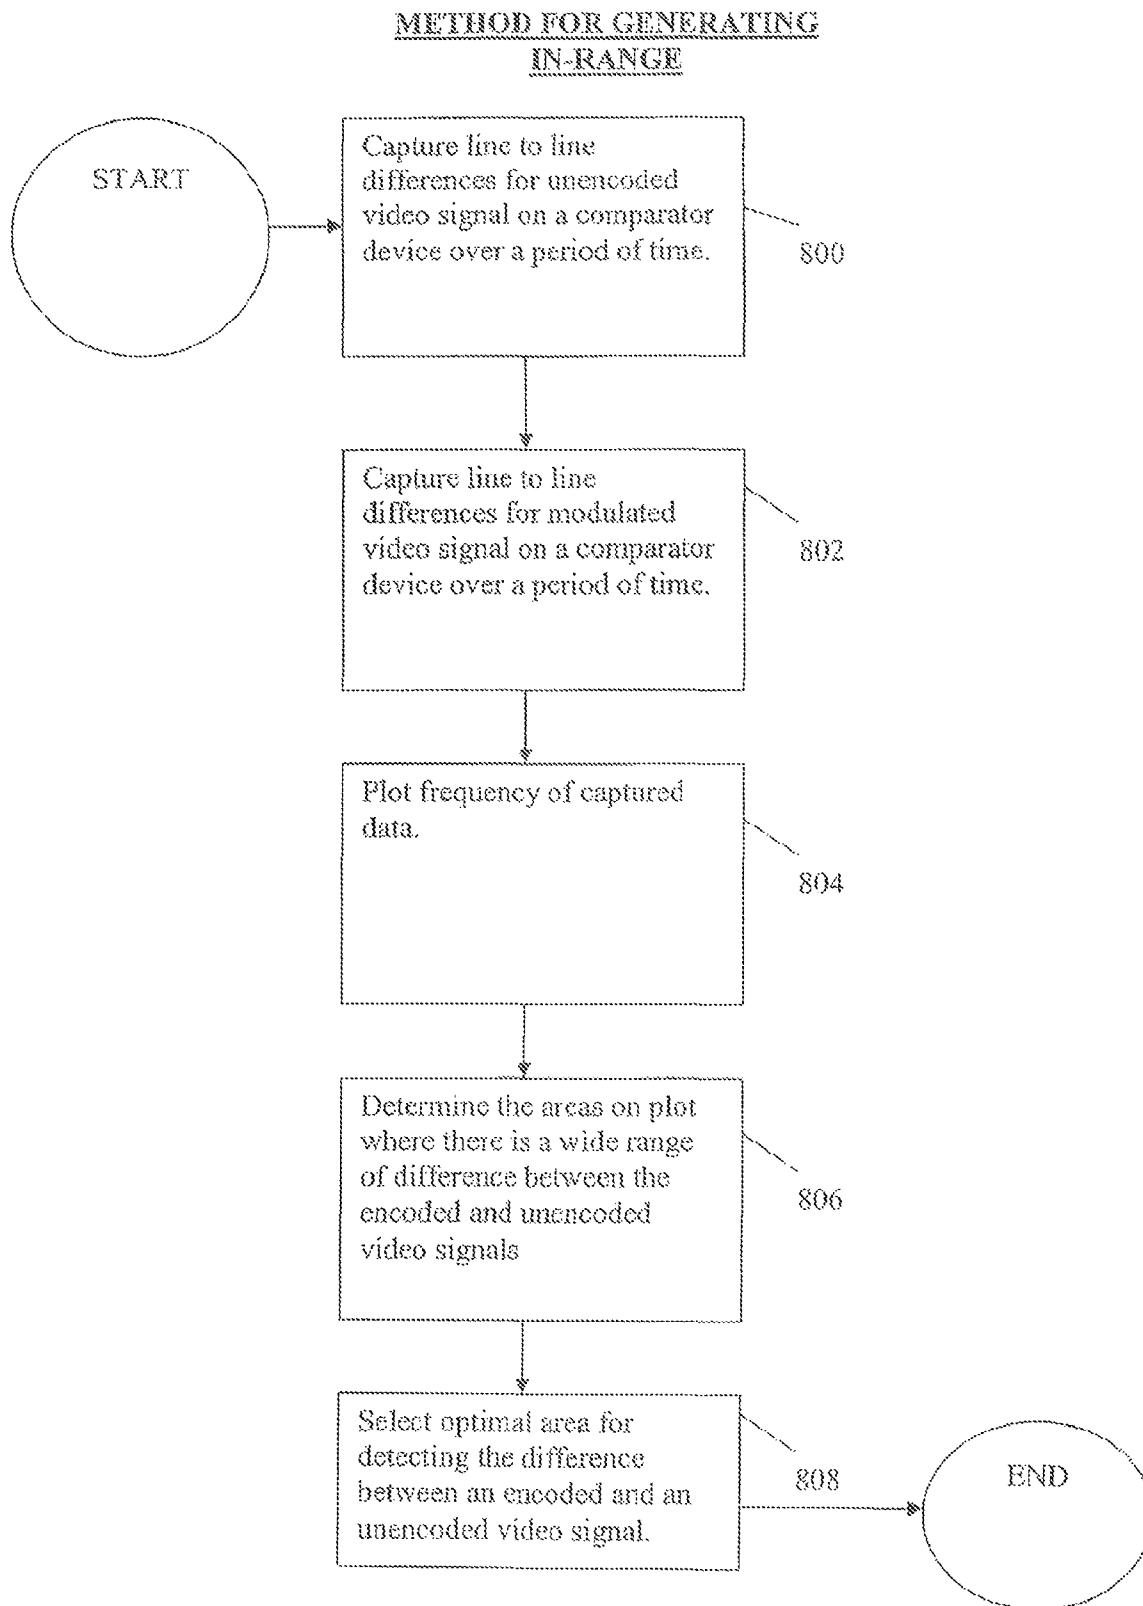 METHOD FOR GENERATING
IN-RANGE
START
Capture line to line
differences for unencoded
video signal on a comparator
device over a period of time.
800
Capture line to line
differences for modulated
video signal on a comparator
device over a period of time.
802
Plot frequency of captured
data.
804
Determine the areas on plot
where there is a wide range
of difference between the
encoded and unencoded
video signals
806
Select optimal area for
detecting the difference
between an encoded and an
unencoded video signal.
808
END